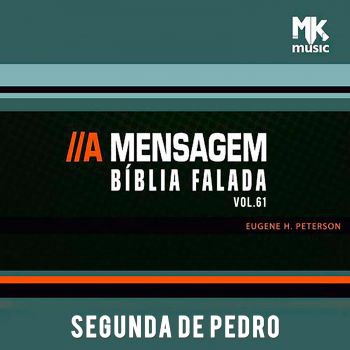 MK
music
//A MENSAGEM
BÍBLIA FALADA
VOL.61
EUGENE H. PETERSON
SEGUNDA DE PEDRO